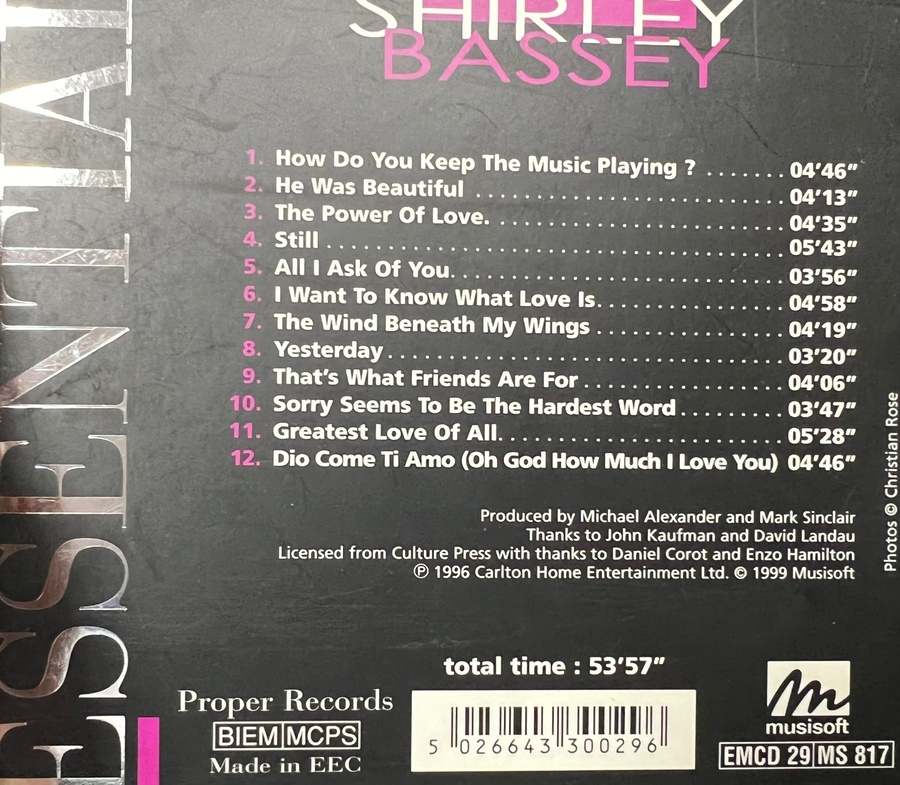 ESSENTIAL
SHIRLEY
BASSEY
1. How Do You Keep The Music Playing ? ....... 04'46"
2. He Was Beautiful ............................ 04'13"
3. The Power Of Love. ........................... 04'35"
4. Still ......................................... 05'43"
5. All I Ask Of You. .............................. 03'56"
6. I Want To Know What Love Is. ................ 04'58"
7. The Wind Beneath My Wings ................. 04'19"
8. Yesterday .................................... 03'20"
9. That's What Friends Are For .................. 04'06"
10. Sorry Seems To Be The Hardest Word ......... 03'47"
11. Greatest Love Of All. .......................... 05'28"
12. Dio Come Ti Amo (Oh God How Much I Love You) 04'46"
Produced by Michael Alexander and Mark Sinclair
Thanks to John Kaufman and David Landau
Licensed from Culture Press with thanks to Daniel Corot and Enzo Hamilton
℗ 1996 Carlton Home Entertainment Ltd. © 1999 Musisoft
Photos © Christian Rose
total time : 53'57"
Proper Records
BIEM MCPS
Made in EEC
5 026643 300296
musisoft
EMCD 29 MS 817